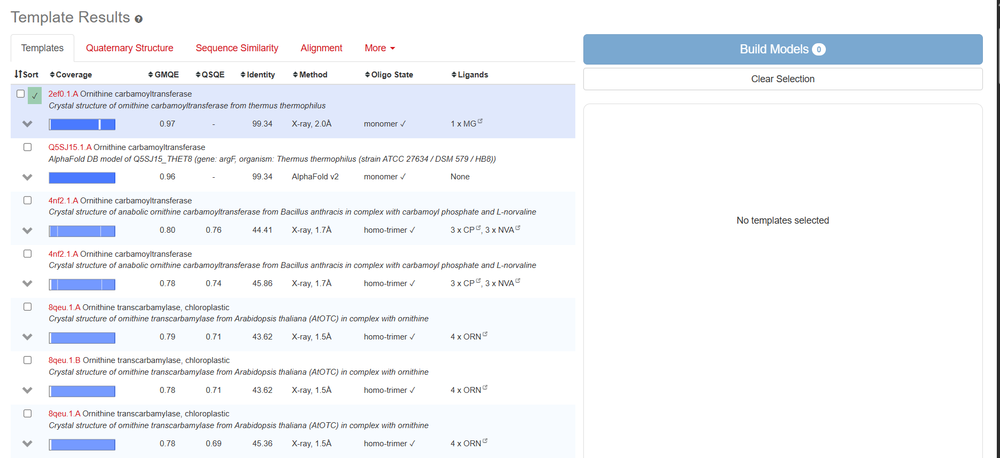 Template Results ?
Templates Quaternary Structure Sequence Similarity Alignment More
Build Models 0
Clear Selection
Sort Coverage GMQE QSQE Identity Method Oligo State Ligands
2ef0.1.A Ornithine carbamoyltransferase
Crystal structure of ornithine carbamoyltransferase from thermus thermophilus
0.97 - 99.34 X-ray, 2.0Å monomer ✓ 1 x MG
Q5SJ15.1.A Ornithine carbamoyltransferase
AlphaFold DB model of Q5SJ15_THET8 (gene: argF, organism: Thermus thermophilus (strain ATCC 27634 / DSM 579 / HB8))
0.96 - 99.34 AlphaFold v2 monomer ✓ None
4nf2.1.A Ornithine carbamoyltransferase
Crystal structure of anabolic ornithine carbamoyltransferase from Bacillus anthracis in complex with carbamoyl phosphate and L-norvaline
0.80 0.76 44.41 X-ray, 1.7Å homo-trimer ✓ 3 x CP, 3 x NVA
4nf2.1.A Ornithine carbamoyltransferase
Crystal structure of anabolic ornithine carbamoyltransferase from Bacillus anthracis in complex with carbamoyl phosphate and L-norvaline
0.78 0.74 45.86 X-ray, 1.7Å homo-trimer ✓ 3 x CP, 3 x NVA
8qeu.1.A Ornithine transcarbamylase, chloroplastic
Crystal structure of ornithine transcarbamylase from Arabidopsis thaliana (AtOTC) in complex with ornithine
0.79 0.71 43.62 X-ray, 1.5Å homo-trimer ✓ 4 x ORN
8qeu.1.B Ornithine transcarbamylase, chloroplastic
Crystal structure of ornithine transcarbamylase from Arabidopsis thaliana (AtOTC) in complex with ornithine
0.78 0.71 43.62 X-ray, 1.5Å homo-trimer ✓ 4 x ORN
8qeu.1.A Ornithine transcarbamylase, chloroplastic
Crystal structure of ornithine transcarbamylase from Arabidopsis thaliana (AtOTC) in complex with ornithine
0.78 0.69 45.36 X-ray, 1.5Å homo-trimer ✓ 4 x ORN
No templates selected